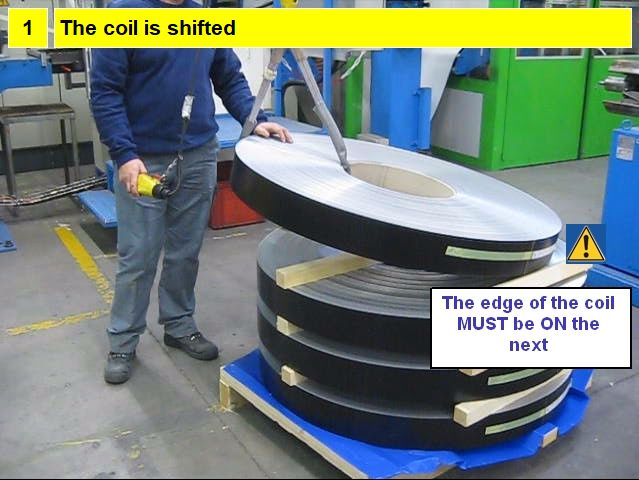 1 The coil is shifted
The edge of the coil
MUST be ON the
next